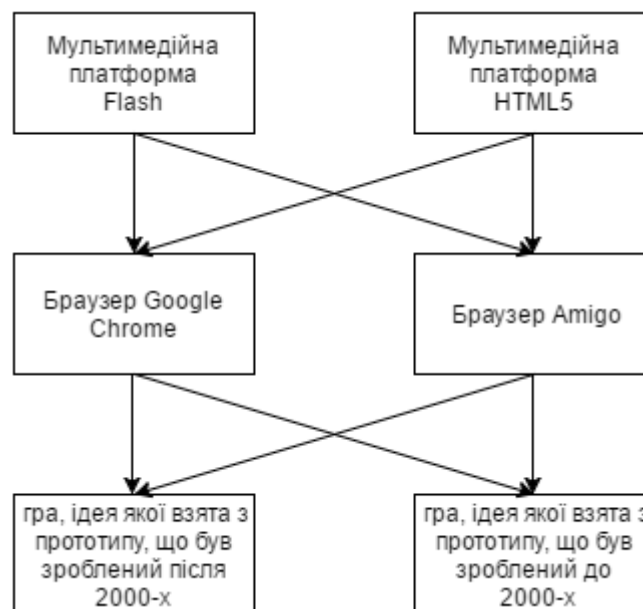 Мультимедійна
платформа
Flash
Мультимедійна
платформа
HTML5
Браузер Google
Chrome
Браузер Amigo
гра, ідея якої взята з
прототипу, що був
зроблений після
2000-х
гра, ідея якої взята з
прототипу, що був
зроблений до
2000-х